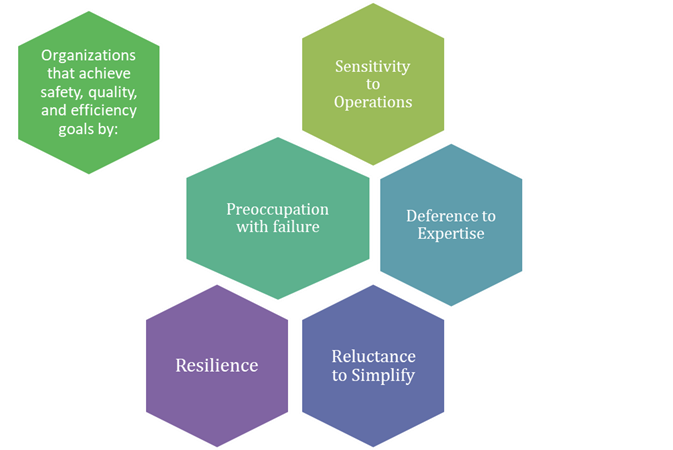 Organizations
that achieve
safety, quality,
and efficiency
goals by:
Sensitivity
to
Operations
Preoccupation
with failure
Deference to
Expertise
Resilience
Reluctance
to Simplify